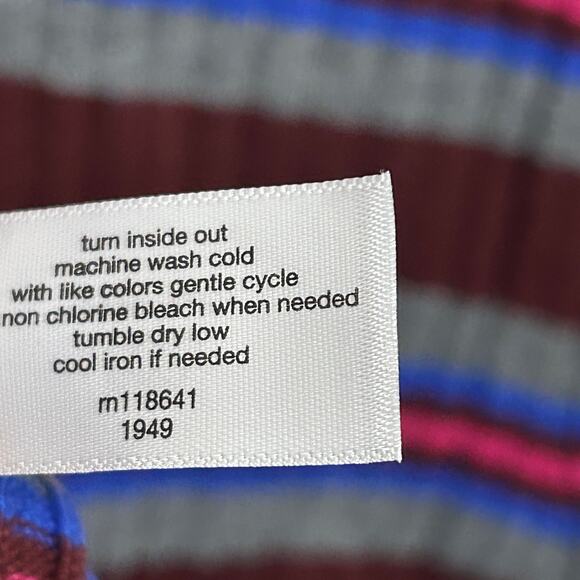 turn inside out
machine wash cold
with like colors gentle cycle
non chlorine bleach when needed
tumble dry low
cool iron if needed
rn118641
1949